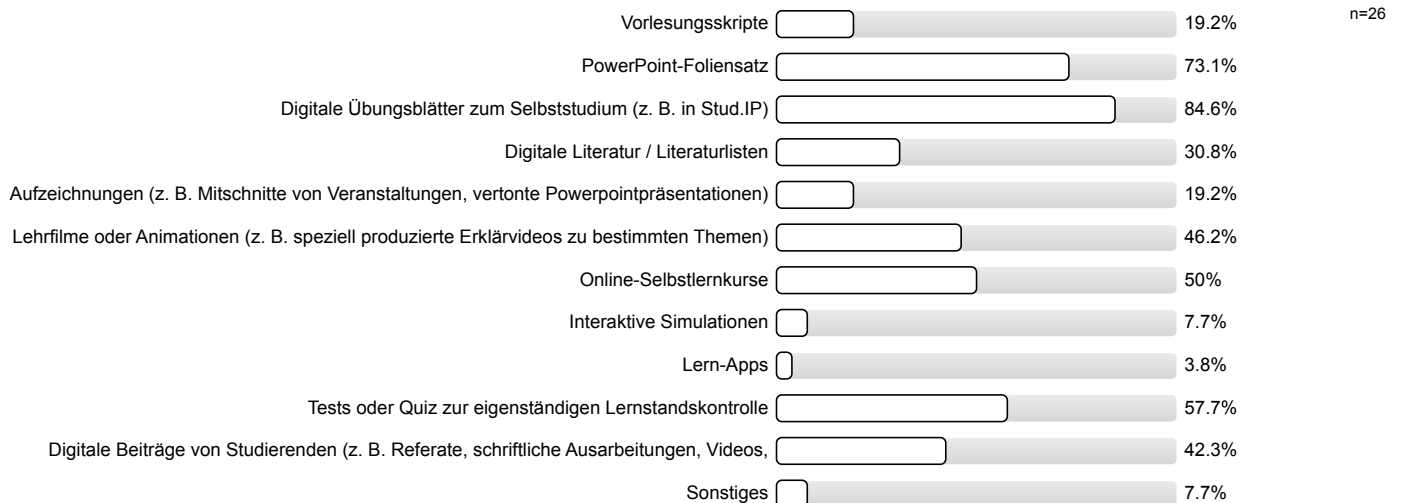 Vorlesungsskripte 19.2% n=26
PowerPoint-Foliensatz 73.1%
Digitale Übungsblätter zum Selbststudium (z. B. in Stud.IP) 84.6%
Digitale Literatur / Literaturlisten 30.8%
Aufzeichnungen (z. B. Mitschnitte von Veranstaltungen, vertonte Powerpointpräsentationen) 19.2%
Lehrfilme oder Animationen (z. B. speziell produzierte Erklärvideos zu bestimmten Themen) 46.2%
Online-Selbstlernkurse 50%
Interaktive Simulationen 7.7%
Lern-Apps 3.8%
Tests oder Quiz zur eigenständigen Lernstandskontrolle 57.7%
Digitale Beiträge von Studierenden (z. B. Referate, schriftliche Ausarbeitungen, Videos, 42.3%
Sonstiges 7.7%